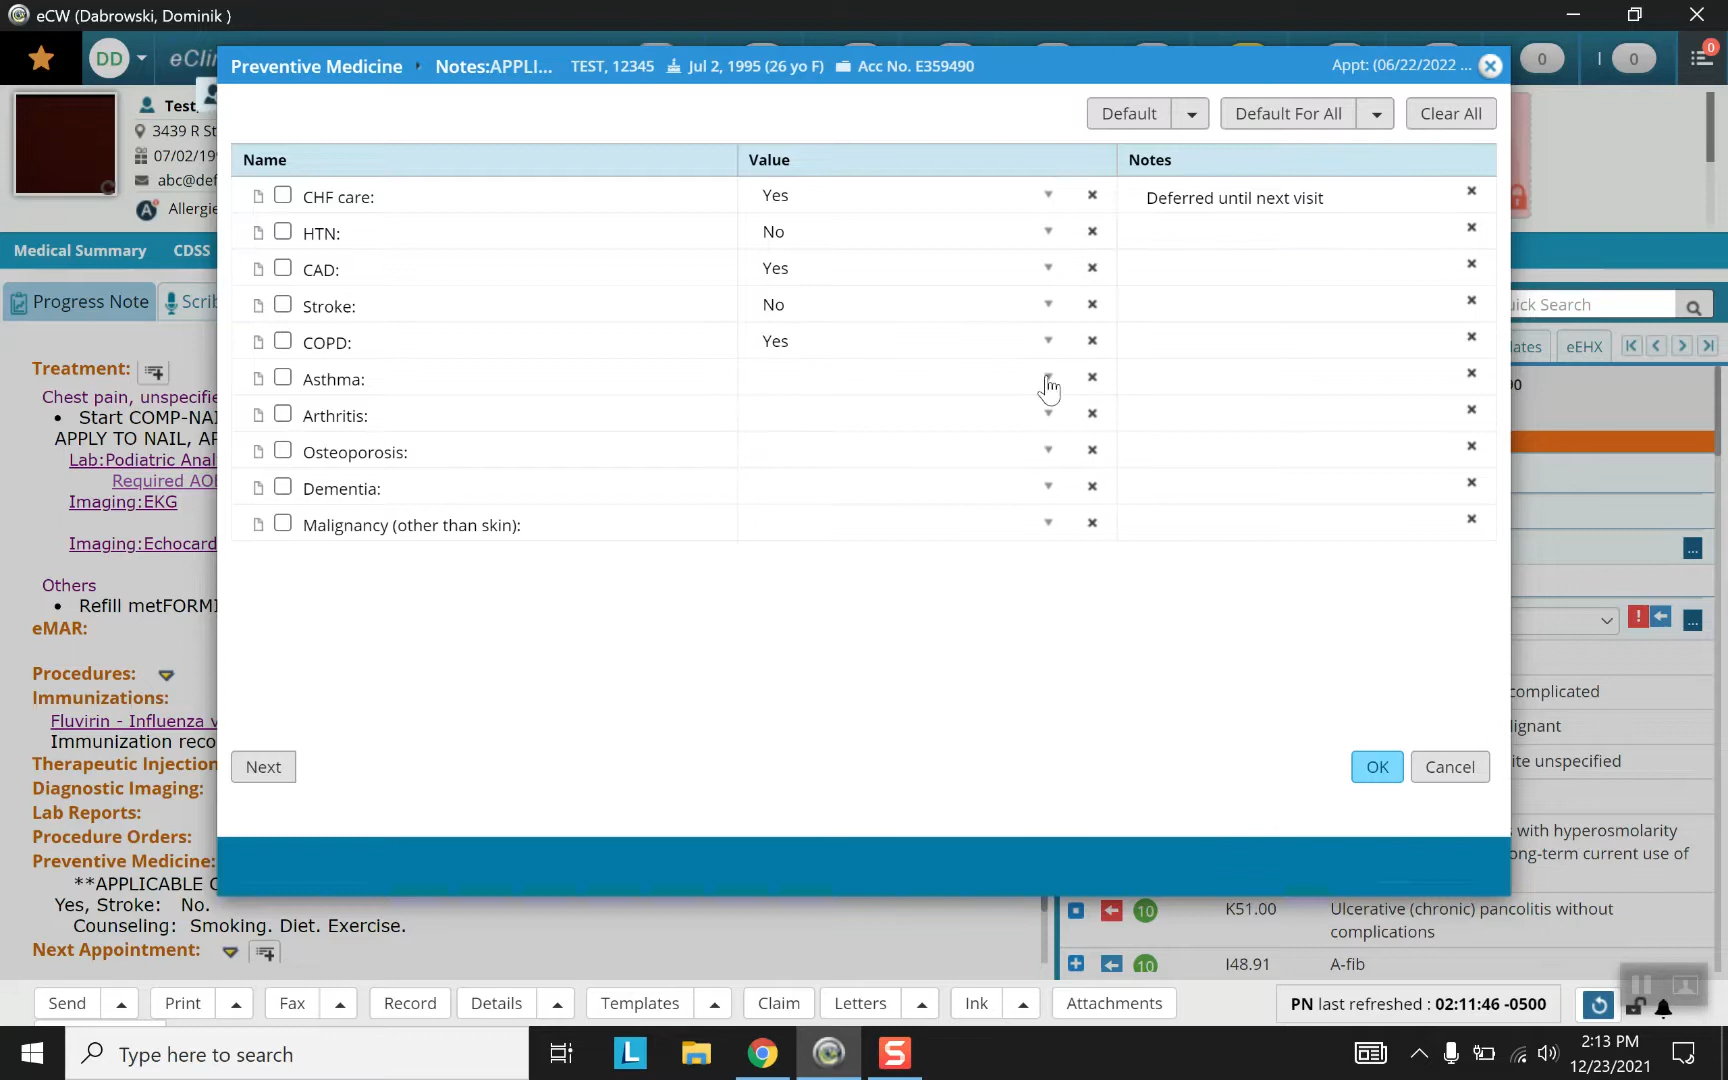 eCW (Dabrowski, Dominik )
DD
eCli
0
0
0
Preventive Medicine
Notes:APPLI...
TEST, 12345
Jul 2, 1995 (26 yo F)
Acc No. E359490
Appt: (06/22/2022 ...
Default
Default For All
Clear All
Name
Value
Notes
CHF care:
Yes
Deferred until next visit
HTN:
No
CAD:
Yes
Stroke:
No
COPD:
Yes
Asthma:
Arthritis:
Osteoporosis:
Dementia:
Malignancy (other than skin):
Next
OK
Cancel
Test,
3439 R St
07/02/19
abc@def
Allergie
Medical Summary
CDSS
Progress Note
Scrib
Treatment:
Chest pain, unspecifie
• Start COMP-NAI
APPLY TO NAIL, AP
Lab:Podiatric Anal
Required AOE
Imaging:EKG
Imaging:Echocard
Others
• Refill metFORMI
eMAR:
Procedures:
Immunizations:
Fluvirin - Influenza v
Immunization reco
Therapeutic Injection
Diagnostic Imaging:
Lab Reports:
Procedure Orders:
Preventive Medicine:
**APPLICABLE C
Yes, Stroke: No.
Counseling: Smoking. Diet. Exercise.
Next Appointment:
uick Search
lates
eEHX
complicated
lignant
ite unspecified
with hyperosmolarity
ong-term current use of
10
K51.00
Ulcerative (chronic) pancolitis without
complications
10
I48.91
A-fib
Send
Print
Fax
Record
Details
Templates
Claim
Letters
Ink
Attachments
PN last refreshed : 02:11:46 -0500
Type here to search
L
S
2:13 PM
12/23/2021